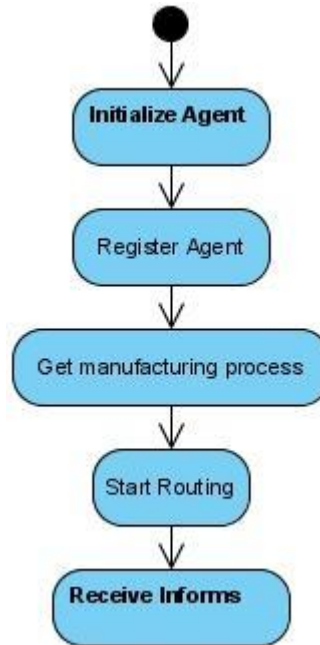 Initialize Agent
Register Agent
Get manufacturing process
Start Routing
Receive Informs